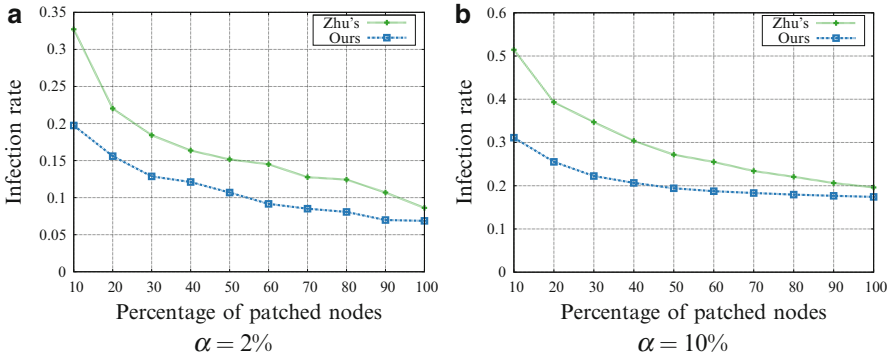 a
Zhu's
Ours
Infection rate
0.35
0.3
0.25
0.2
0.15
0.1
0.05
0
10 20 30 40 50 60 70 80 90 100
Percentage of patched nodes
α = 2%
b
Zhu's
Ours
Infection rate
0.6
0.5
0.4
0.3
0.2
0.1
0
10 20 30 40 50 60 70 80 90 100
Percentage of patched nodes
α = 10%